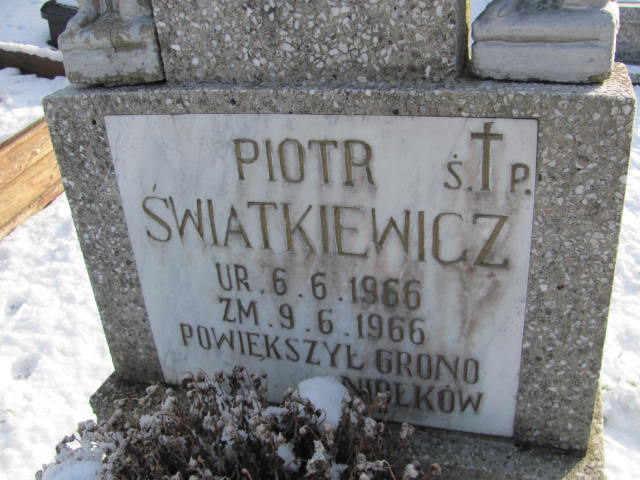 PIOTR
Ś. P.
ŚWIATKIEWICZ
UR. 6. 6. 1966
ZM. 9. 6. 1966
POWIĘKSZYŁ GRONO